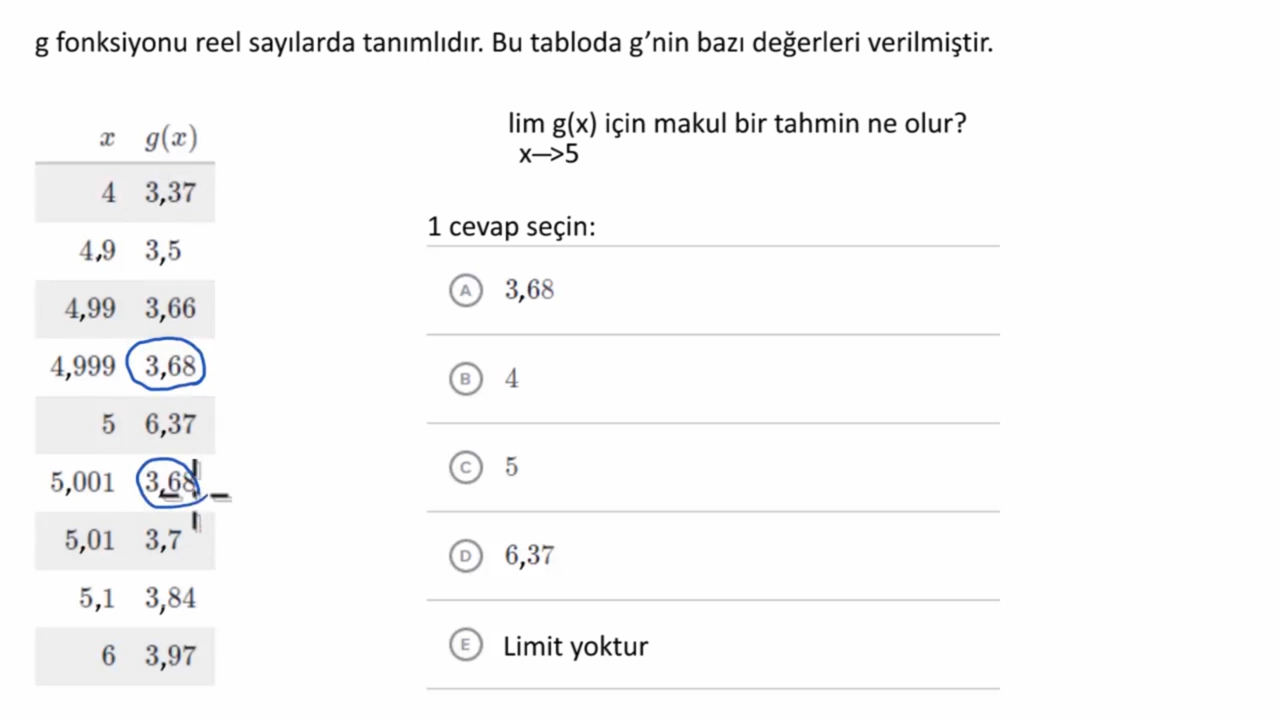 g fonksiyonu reel sayılarda tanımlıdır. Bu tabloda g'nin bazı değerleri verilmiştir.
x g(x)
4 3,37
4,9 3,5
4,99 3,66
4,999 3,68
5 6,37
5,001 3,68
5,01 3,7
5,1 3,84
6 3,97
lim g(x) için makul bir tahmin ne olur?
x—>5
1 cevap seçin:
A 3,68
B 4
C 5
D 6,37
E Limit yoktur